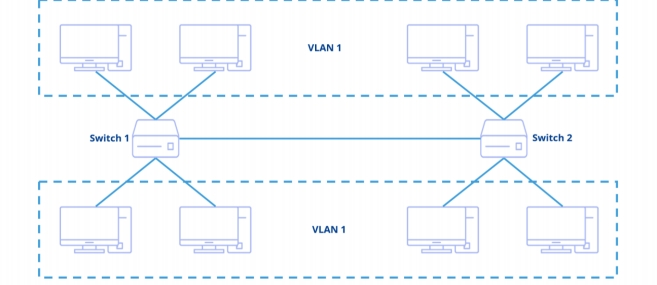 VLAN 1
Switch 1
Switch 2
VLAN 1